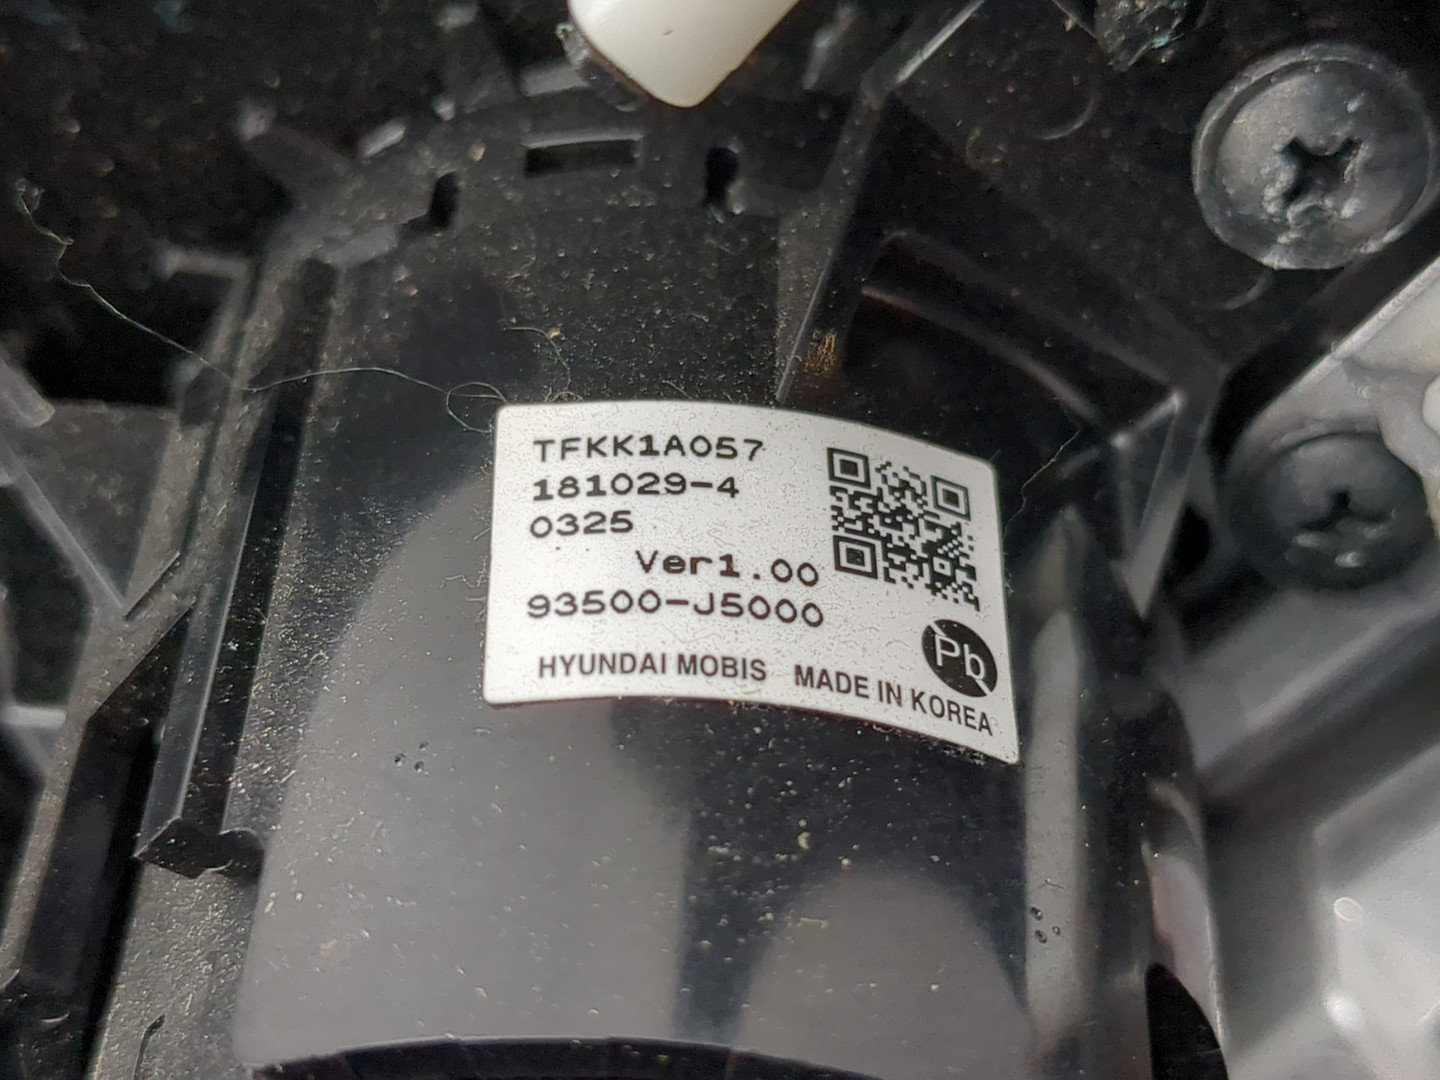 TFKK1A057
181029-4
0325
Ver1.00
93500-J5000
Pb
HYUNDAI MOBIS MADE IN KOREA